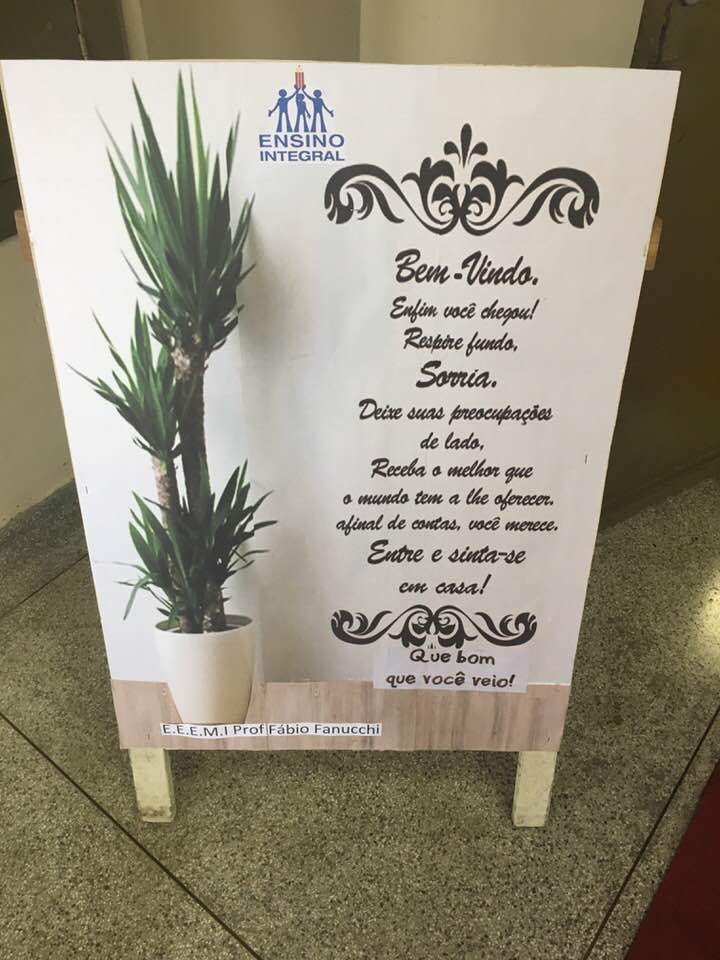 ENSINO
INTEGRAL
Bem-Vindo.
Enfim você chegou!
Respire fundo,
Sorria.
Deixe suas preocupações
de lado,
Receba o melhor que
o mundo tem a lhe oferecer.
afinal de contas, você merece.
Entre e sinta-se
em casa!
Que bom
que você veio!
E.E.E.M.I Prof Fábio Fanucchi